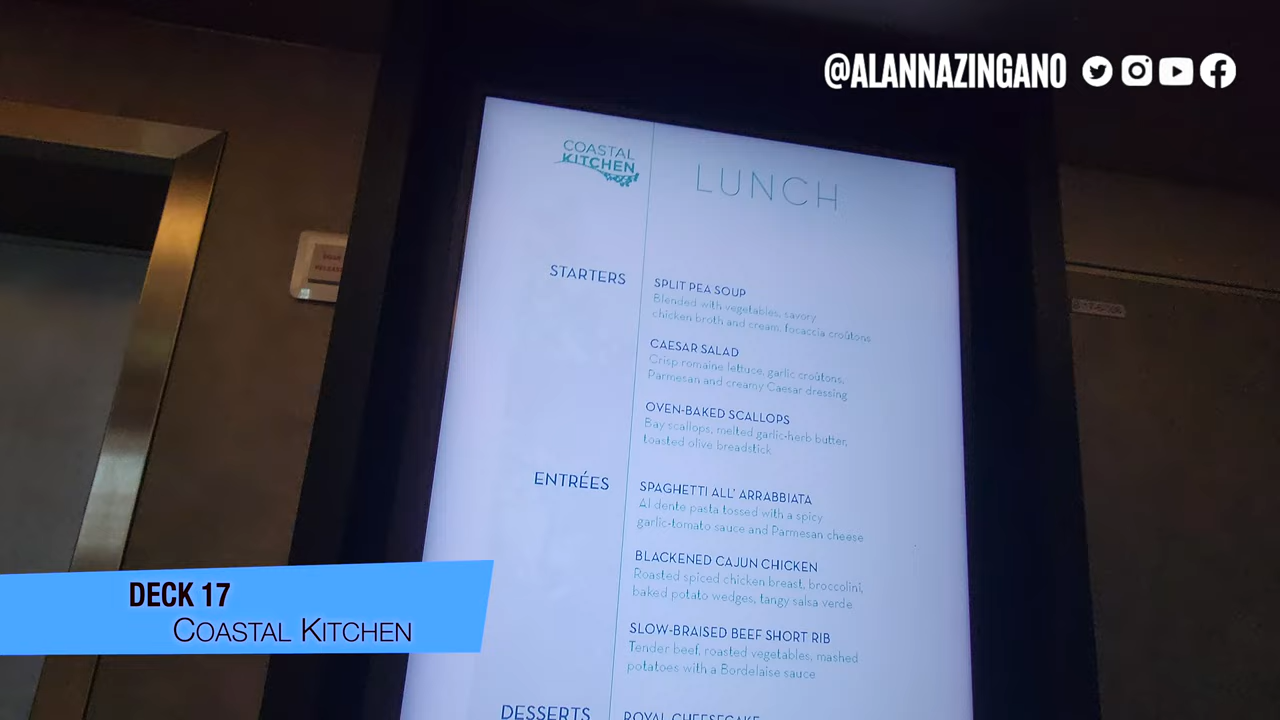 @ALANNAZINGANO
COASTAL
KITCHEN
LUNCH
STARTERS
SPLIT PEA SOUP
Blended with vegetables, savory
chicken broth and cream, focaccia croûtons
CAESAR SALAD
Crisp romaine lettuce, garlic croûtons,
Parmesan and creamy Caesar dressing
OVEN-BAKED SCALLOPS
Bay scallops, melted garlic-herb butter,
toasted olive breadstick
ENTRÉES
SPAGHETTI ALL' ARRABBIATA
Al dente pasta tossed with a spicy
garlic-tomato sauce and Parmesan cheese
BLACKENED CAJUN CHICKEN
Roasted spiced chicken breast, broccolini,
baked potato wedges, tangy salsa verde
SLOW-BRAISED BEEF SHORT RIB
Tender beef, roasted vegetables, mashed
potatoes with a Bordelaise sauce
DESSERTS
ROYAL CHEESECAKE
DECK 17
COASTAL KITCHEN